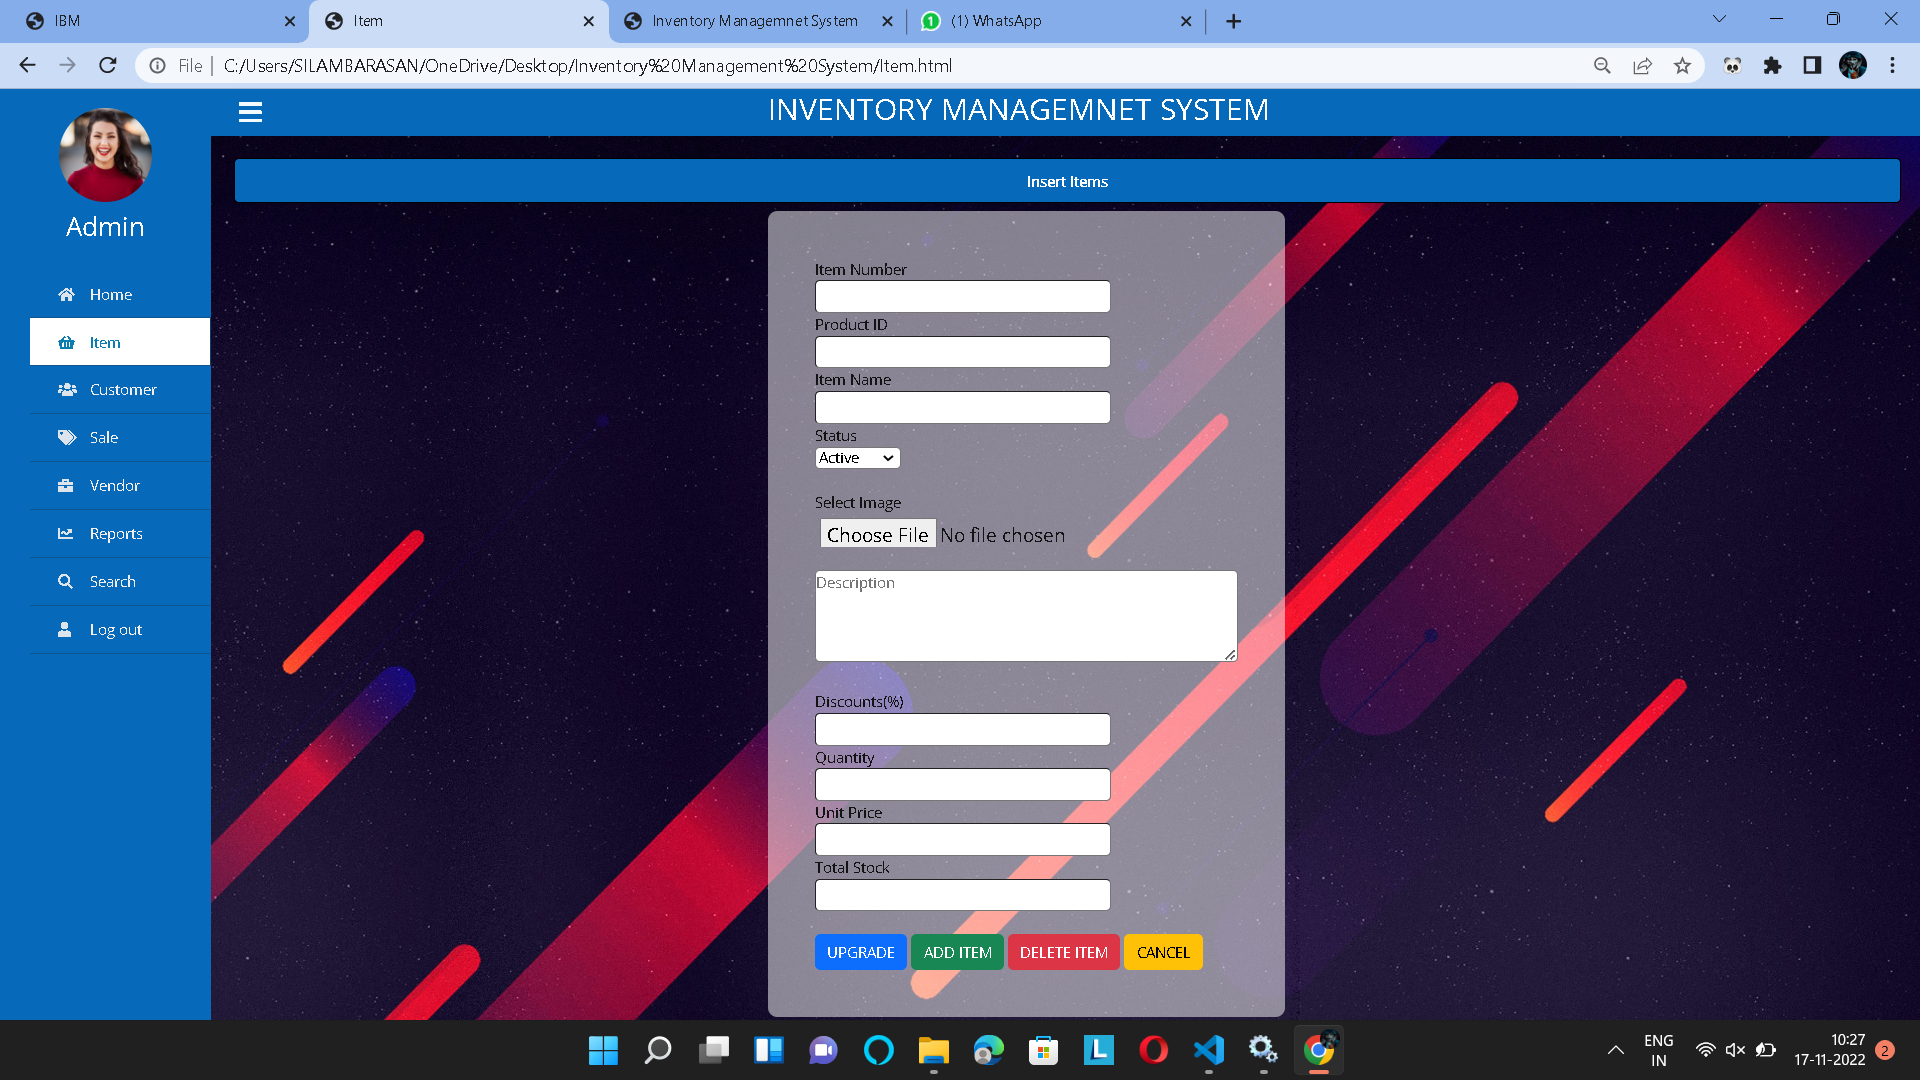 IBM
Item
Inventory Managemnet System
(1) WhatsApp
File
C:/Users/SILAMBARASAN/OneDrive/Desktop/Inventory%20Management%20System/Item.html
INVENTORY MANAGEMNET SYSTEM
Admin
Home
Item
Customer
Sale
Vendor
Reports
Search
Log out
Insert Items
Item Number
Product ID
Item Name
Status
Active
Select Image
Choose File No file chosen
Description
Discounts(%)
Quantity
Unit Price
Total Stock
UPGRADE ADD ITEM DELETE ITEM CANCEL
ENG
IN
10:27
17-11-2022
2